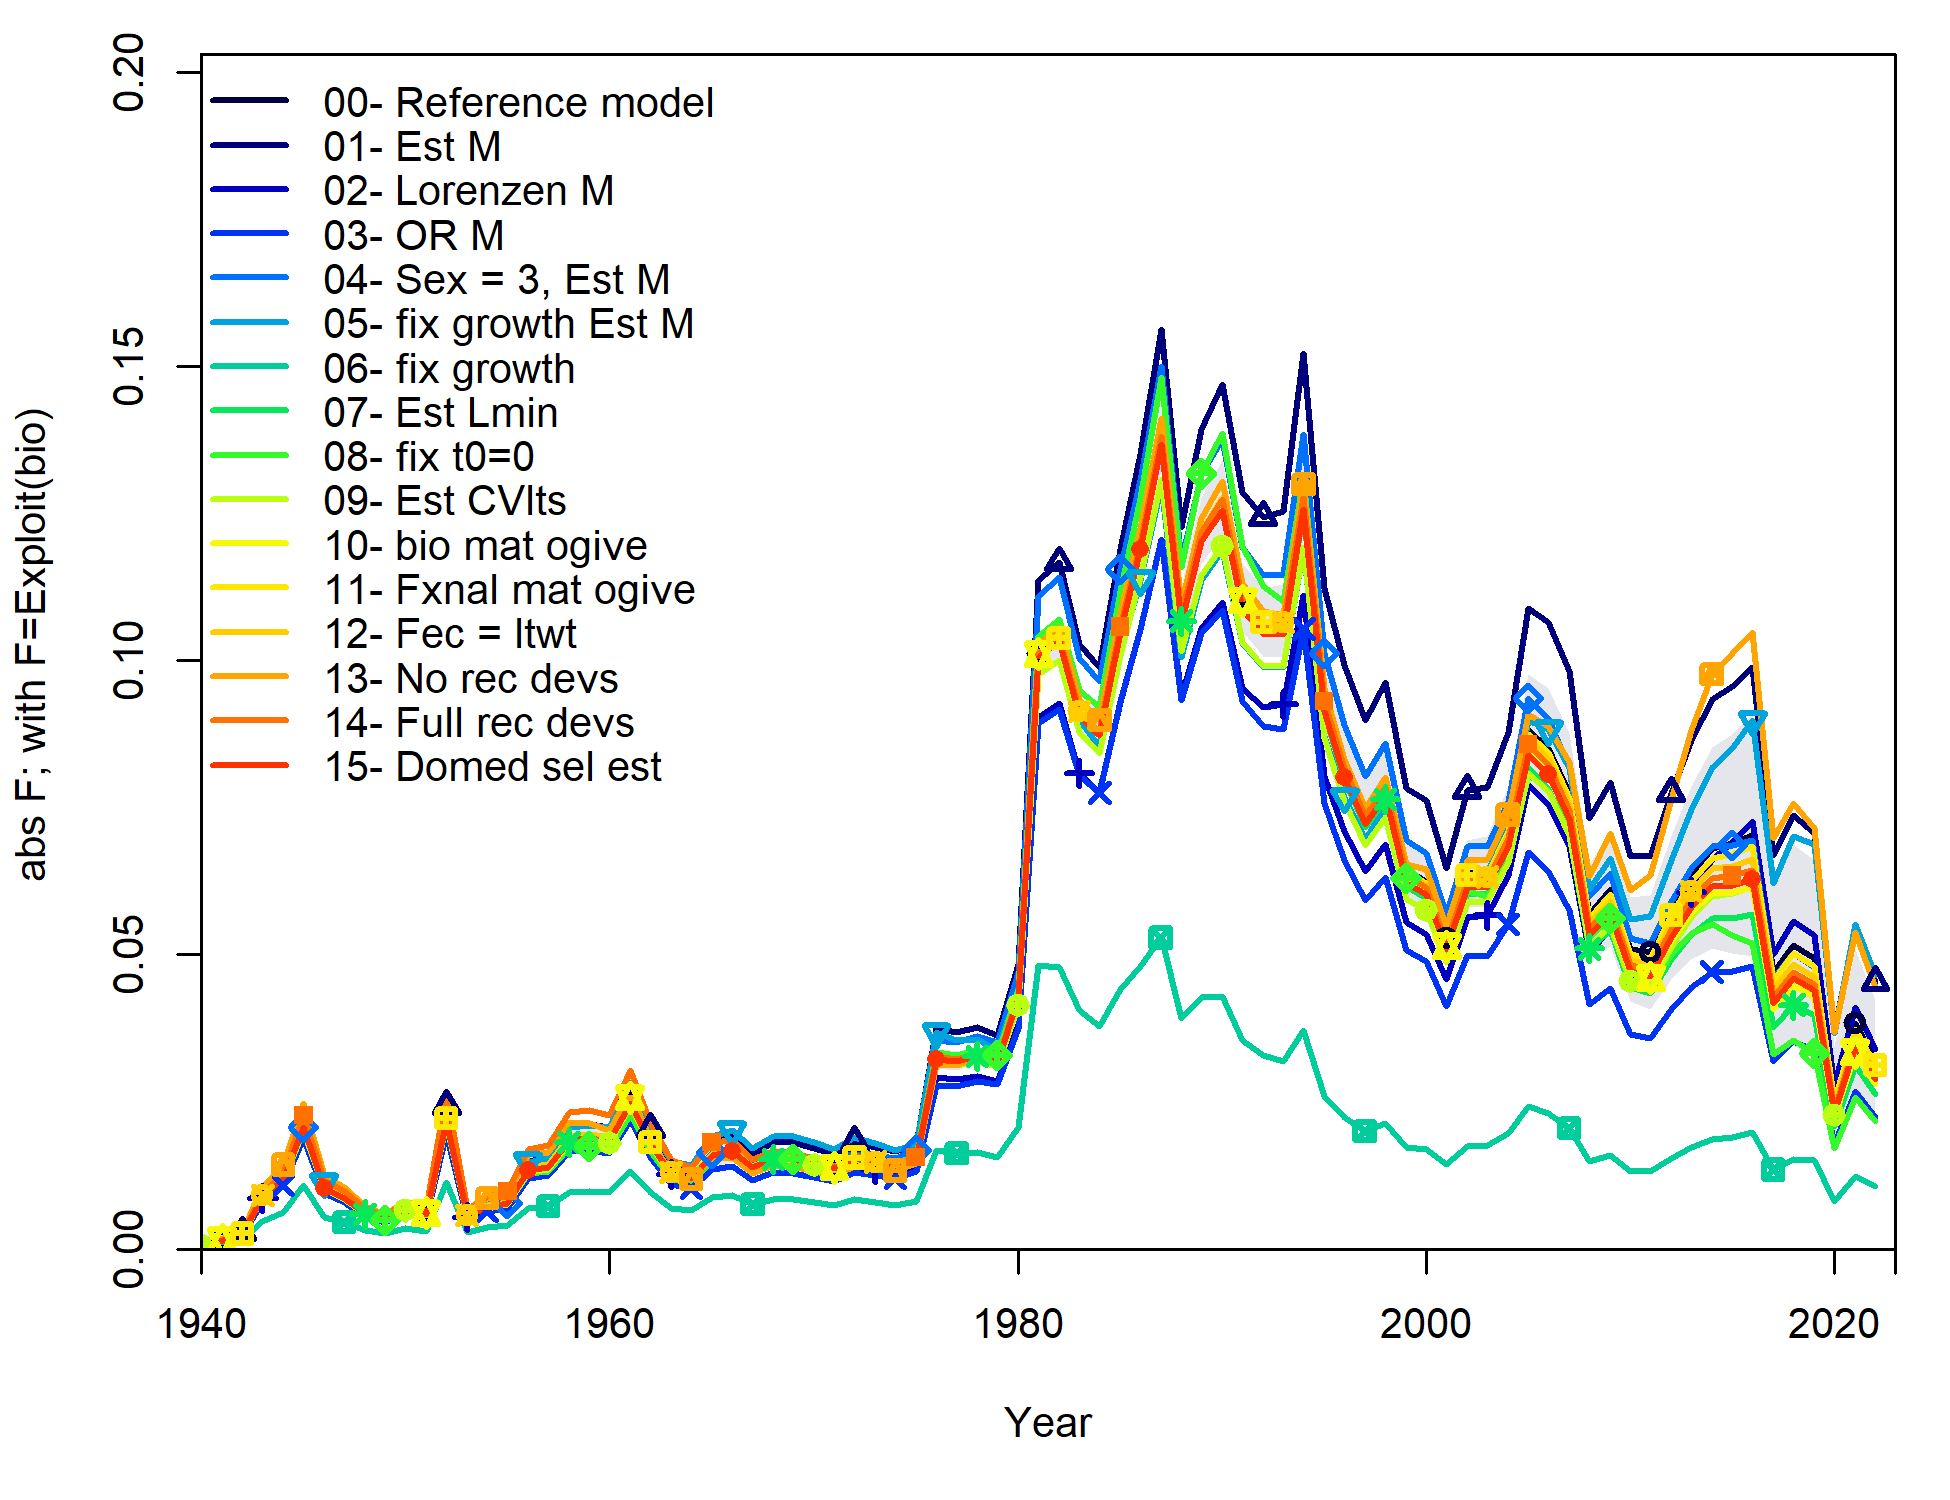 0.20
00- Reference model
01- Est M
02- Lorenzen M
03- OR M
04- Sex = 3, Est M
05- fix growth Est M
06- fix growth
07- Est Lmin
08- fix t0=0
09- Est CVlts
10- bio mat ogive
11- Fxnal mat ogive
12- Fec = ltwt
13- No rec devs
14- Full rec devs
15- Domed sel est
0.15
0.10
0.05
0.00
abs F; with F=Exploit(bio)
1940 1960 1980 2000 2020
Year